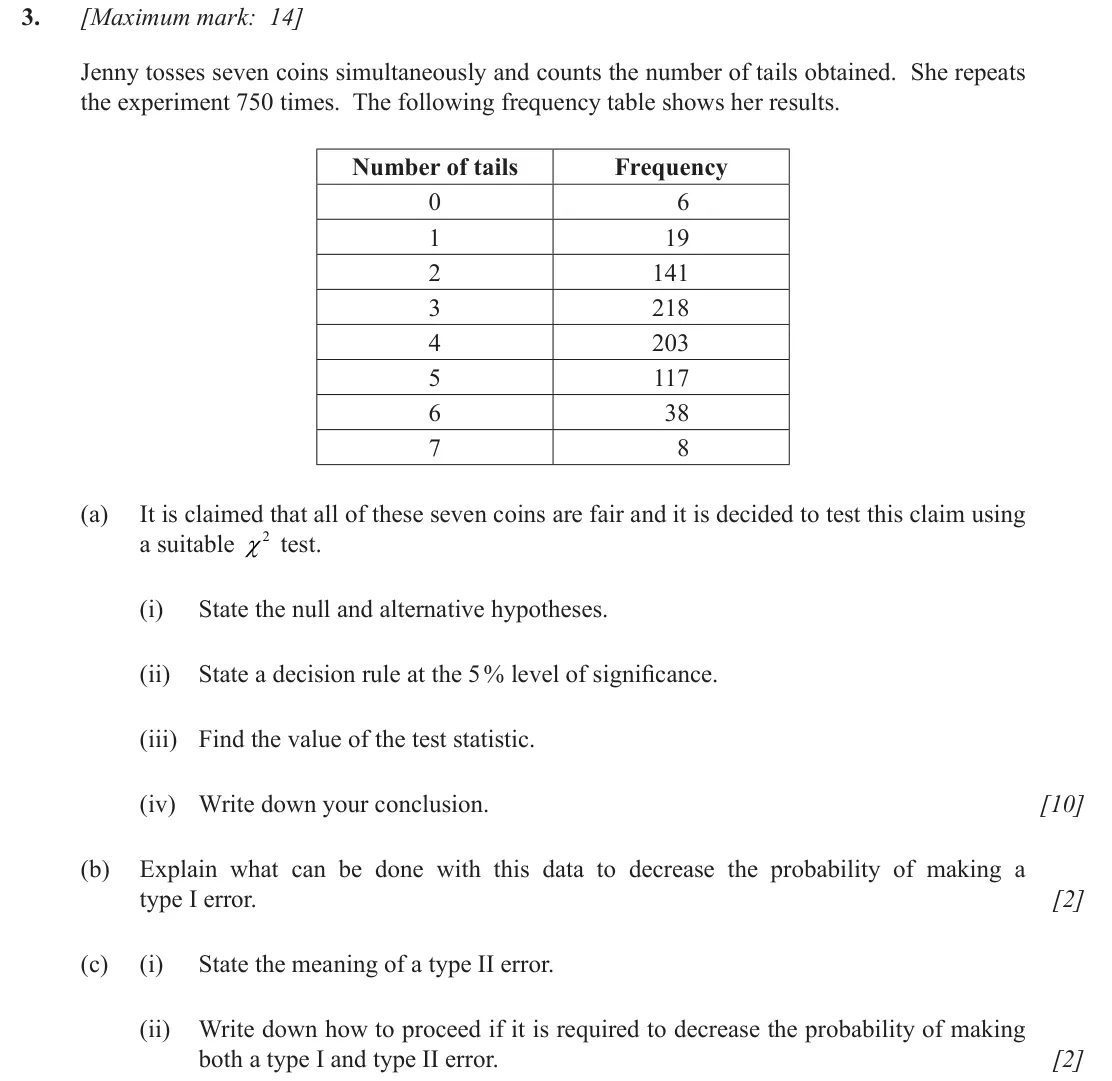 3. [Maximum mark: 14]
Jenny tosses seven coins simultaneously and counts the number of tails obtained. She repeats
the experiment 750 times. The following frequency table shows her results.
Number of tails Frequency
0 6
1 19
2 141
3 218
4 203
5 117
6 38
7 8
(a) It is claimed that all of these seven coins are fair and it is decided to test this claim using
a suitable χ² test.
(i) State the null and alternative hypotheses.
(ii) State a decision rule at the 5% level of significance.
(iii) Find the value of the test statistic.
(iv) Write down your conclusion. [10]
(b) Explain what can be done with this data to decrease the probability of making a
type I error. [2]
(c) (i) State the meaning of a type II error.
(ii) Write down how to proceed if it is required to decrease the probability of making
both a type I and type II error. [2]